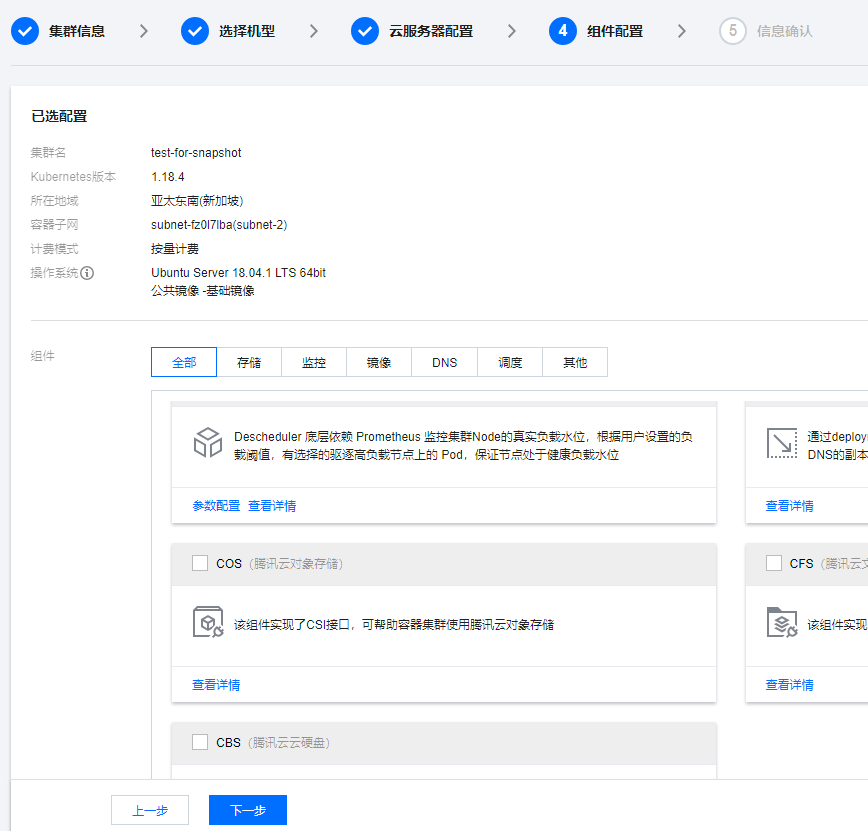 集群信息
选择机型
云服务器配置
4 组件配置
5 信息确认
已选配置
集群名 test-for-snapshot
Kubernetes版本 1.18.4
所在地域 亚太东南(新加坡)
容器子网 subnet-fz0l7lba(subnet-2)
计费模式 按量计费
操作系统 Ubuntu Server 18.04.1 LTS 64bit
公共镜像 -基础镜像
组件
全部 存储 监控 镜像 DNS 调度 其他
Descheduler 底层依赖 Prometheus 监控集群Node的真实负载水位，根据用户设置的负
载阈值，有选择的驱逐高负载节点上的 Pod，保证节点处于健康负载水位
参数配置 查看详情
通过deploy
DNS的副本
查看详情
COS（腾讯云对象存储）
该组件实现了CSI接口，可帮助容器集群使用腾讯云对象存储
查看详情
CFS（腾讯云文
该组件实现
查看详情
CBS（腾讯云云硬盘）
上一步 下一步